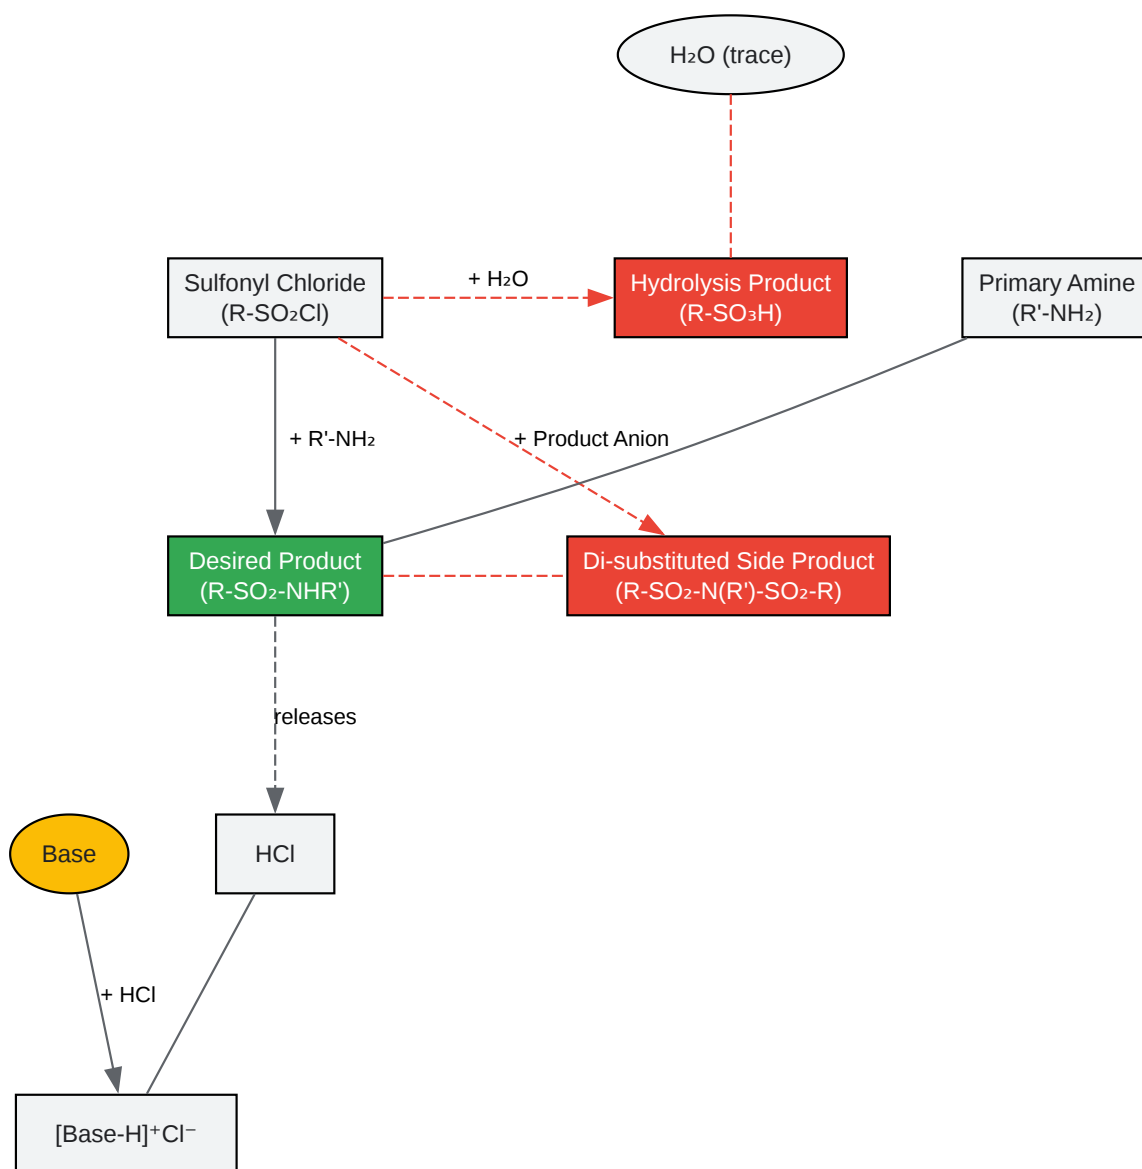 H₂O (trace)
Sulfonyl Chloride
(R-SO₂Cl)
+ H₂O
Hydrolysis Product
(R-SO₃H)
Primary Amine
(R'-NH₂)
+ R'-NH₂
+ Product Anion
Desired Product
(R-SO₂-NHR')
Di-substituted Side Product
(R-SO₂-N(R')-SO₂-R)
releases
Base
HCl
+ HCl
[Base-H]⁺Cl⁻